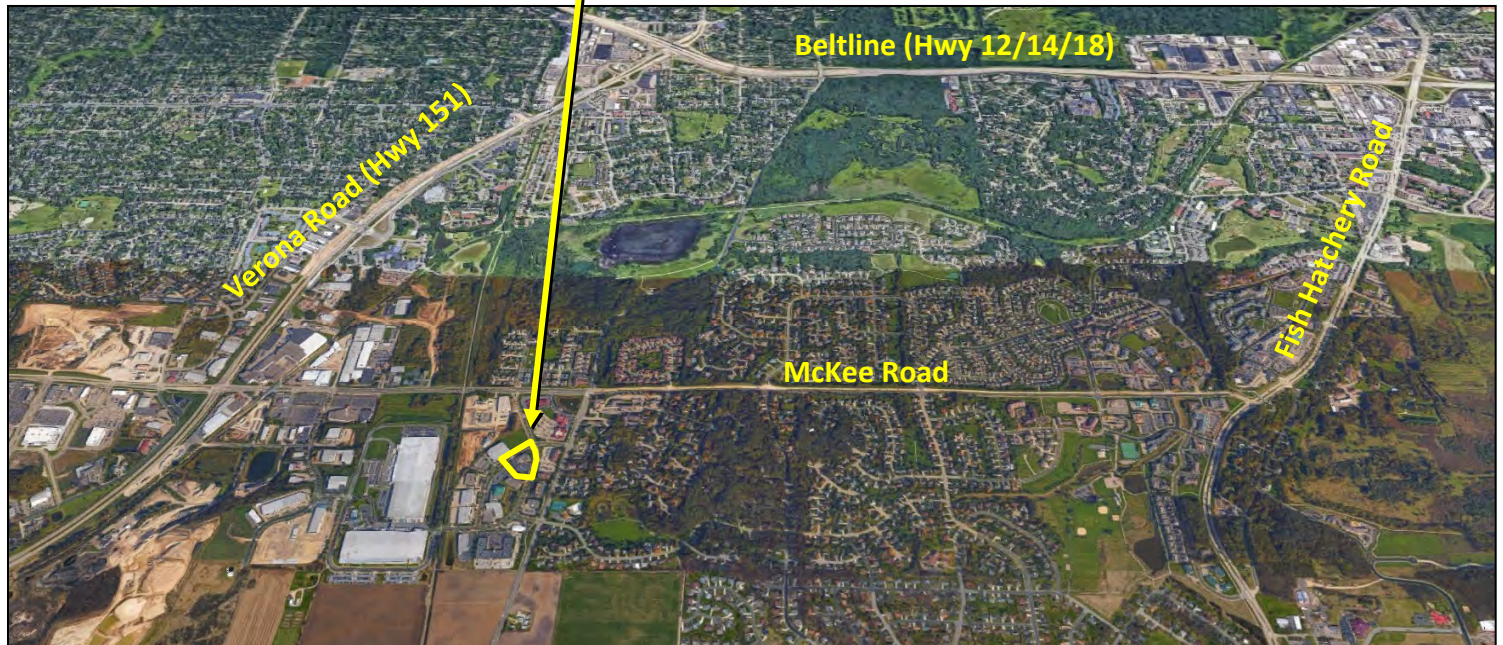 Beltline (Hwy 12/14/18)
Verona Road (Hwy 151)
Fish Hatchery Road
McKee Road